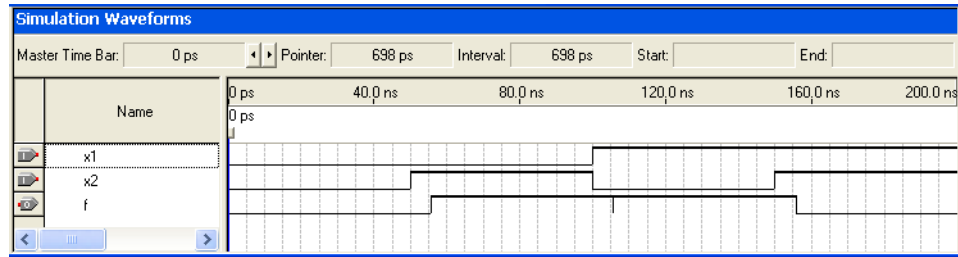 Simulation Waveforms
Master Time Bar: 0 ps Pointer: 698 ps Interval: 698 ps Start: End:
Name
0 ps 40.0 ns 80.0 ns 120.0 ns 160.0 ns 200.0 ns
0 ps
x1
x2
f